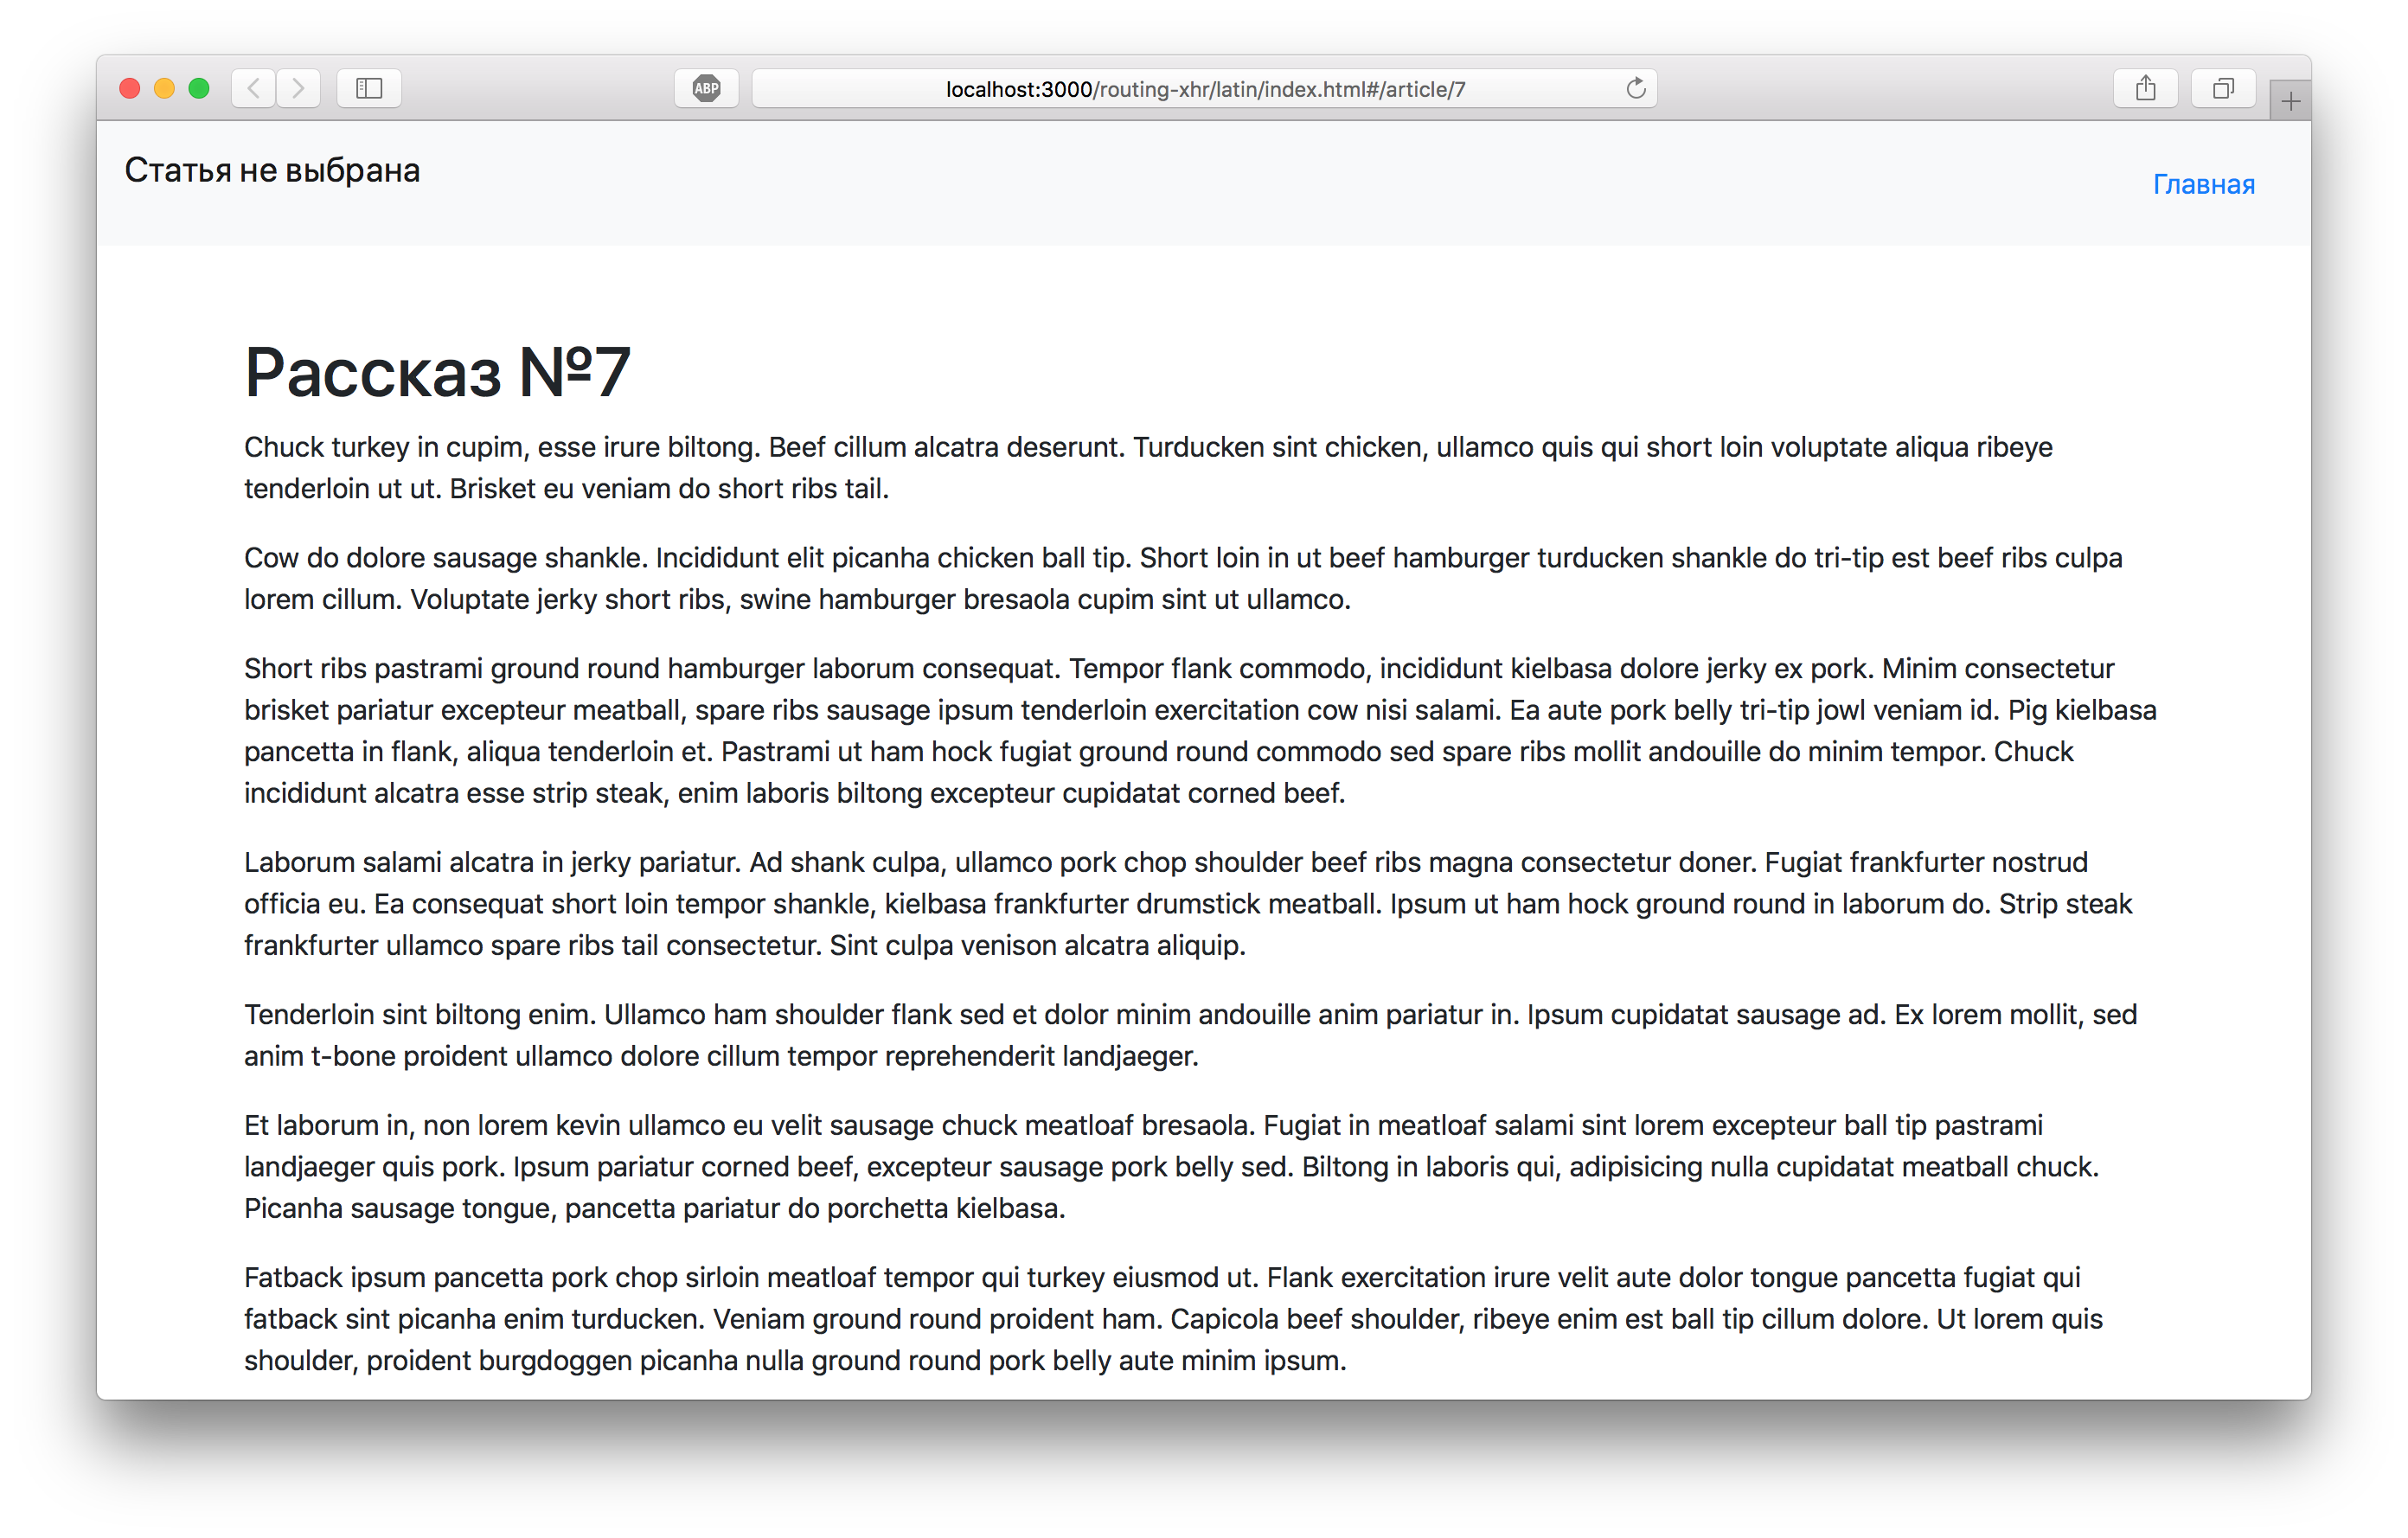 ABP
localhost:3000/routing-xhr/latin/index.html#/article/7
Статья не выбрана
Главная
Рассказ №7
Chuck turkey in cupim, esse irure biltong. Beef cillum alcatra deserunt. Turducken sint chicken, ullamco quis qui short loin voluptate aliqua ribeye
tenderloin ut ut. Brisket eu veniam do short ribs tail.
Cow do dolore sausage shankle. Incididunt elit picanha chicken ball tip. Short loin in ut beef hamburger turducken shankle do tri-tip est beef ribs culpa
lorem cillum. Voluptate jerky short ribs, swine hamburger bresaola cupim sint ut ullamco.
Short ribs pastrami ground round hamburger laborum consequat. Tempor flank commodo, incididunt kielbasa dolore jerky ex pork. Minim consectetur
brisket pariatur excepteur meatball, spare ribs sausage ipsum tenderloin exercitation cow nisi salami. Ea aute pork belly tri-tip jowl veniam id. Pig kielbasa
pancetta in flank, aliqua tenderloin et. Pastrami ut ham hock fugiat ground round commodo sed spare ribs mollit andouille do minim tempor. Chuck
incididunt alcatra esse strip steak, enim laboris biltong excepteur cupidatat corned beef.
Laborum salami alcatra in jerky pariatur. Ad shank culpa, ullamco pork chop shoulder beef ribs magna consectetur doner. Fugiat frankfurter nostrud
officia eu. Ea consequat short loin tempor shankle, kielbasa frankfurter drumstick meatball. Ipsum ut ham hock ground round in laborum do. Strip steak
frankfurter ullamco spare ribs tail consectetur. Sint culpa venison alcatra aliquip.
Tenderloin sint biltong enim. Ullamco ham shoulder flank sed et dolor minim andouille anim pariatur in. Ipsum cupidatat sausage ad. Ex lorem mollit, sed
anim t-bone proident ullamco dolore cillum tempor reprehenderit landjaeger.
Et laborum in, non lorem kevin ullamco eu velit sausage chuck meatloaf bresaola. Fugiat in meatloaf salami sint lorem excepteur ball tip pastrami
landjaeger quis pork. Ipsum pariatur corned beef, excepteur sausage pork belly sed. Biltong in laboris qui, adipisicing nulla cupidatat meatball chuck.
Picanha sausage tongue, pancetta pariatur do porchetta kielbasa.
Fatback ipsum pancetta pork chop sirloin meatloaf tempor qui turkey eiusmod ut. Flank exercitation irure velit aute dolor tongue pancetta fugiat qui
fatback sint picanha enim turducken. Veniam ground round proident ham. Capicola beef shoulder, ribeye enim est ball tip cillum dolore. Ut lorem quis
shoulder, proident burgdoggen picanha nulla ground round pork belly aute minim ipsum.